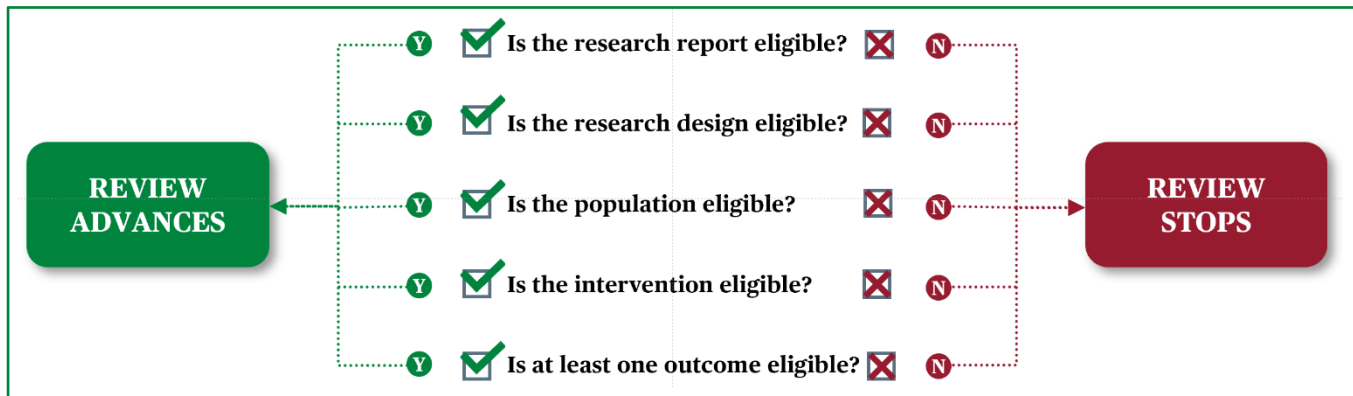 Y Is the research report eligible? N
Y Is the research design eligible? N
REVIEW
ADVANCES
Y Is the population eligible? N
REVIEW
STOPS
Y Is the intervention eligible? N
Y Is at least one outcome eligible? N